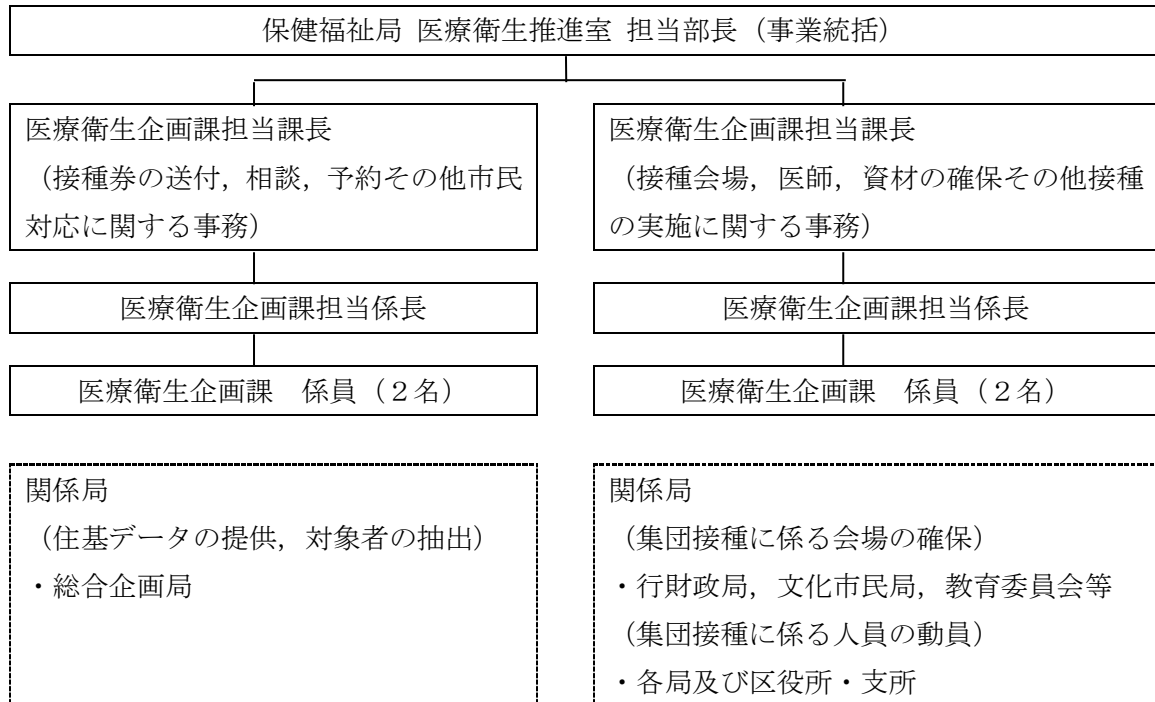 保健福祉局 医療衛生推進室 担当部長（事業統括）
医療衛生企画課担当課長
（接種券の送付，相談，予約その他市民
対応に関する事務）
医療衛生企画課担当係長
医療衛生企画課　係員（２名）
関係局
（住基データの提供，対象者の抽出）
・総合企画局
医療衛生企画課担当課長
（接種会場，医師，資材の確保その他接種
の実施に関する事務）
医療衛生企画課担当係長
医療衛生企画課　係員（２名）
関係局
（集団接種に係る会場の確保）
・行財政局，文化市民局，教育委員会等
（集団接種に係る人員の動員）
・各局及び区役所・支所